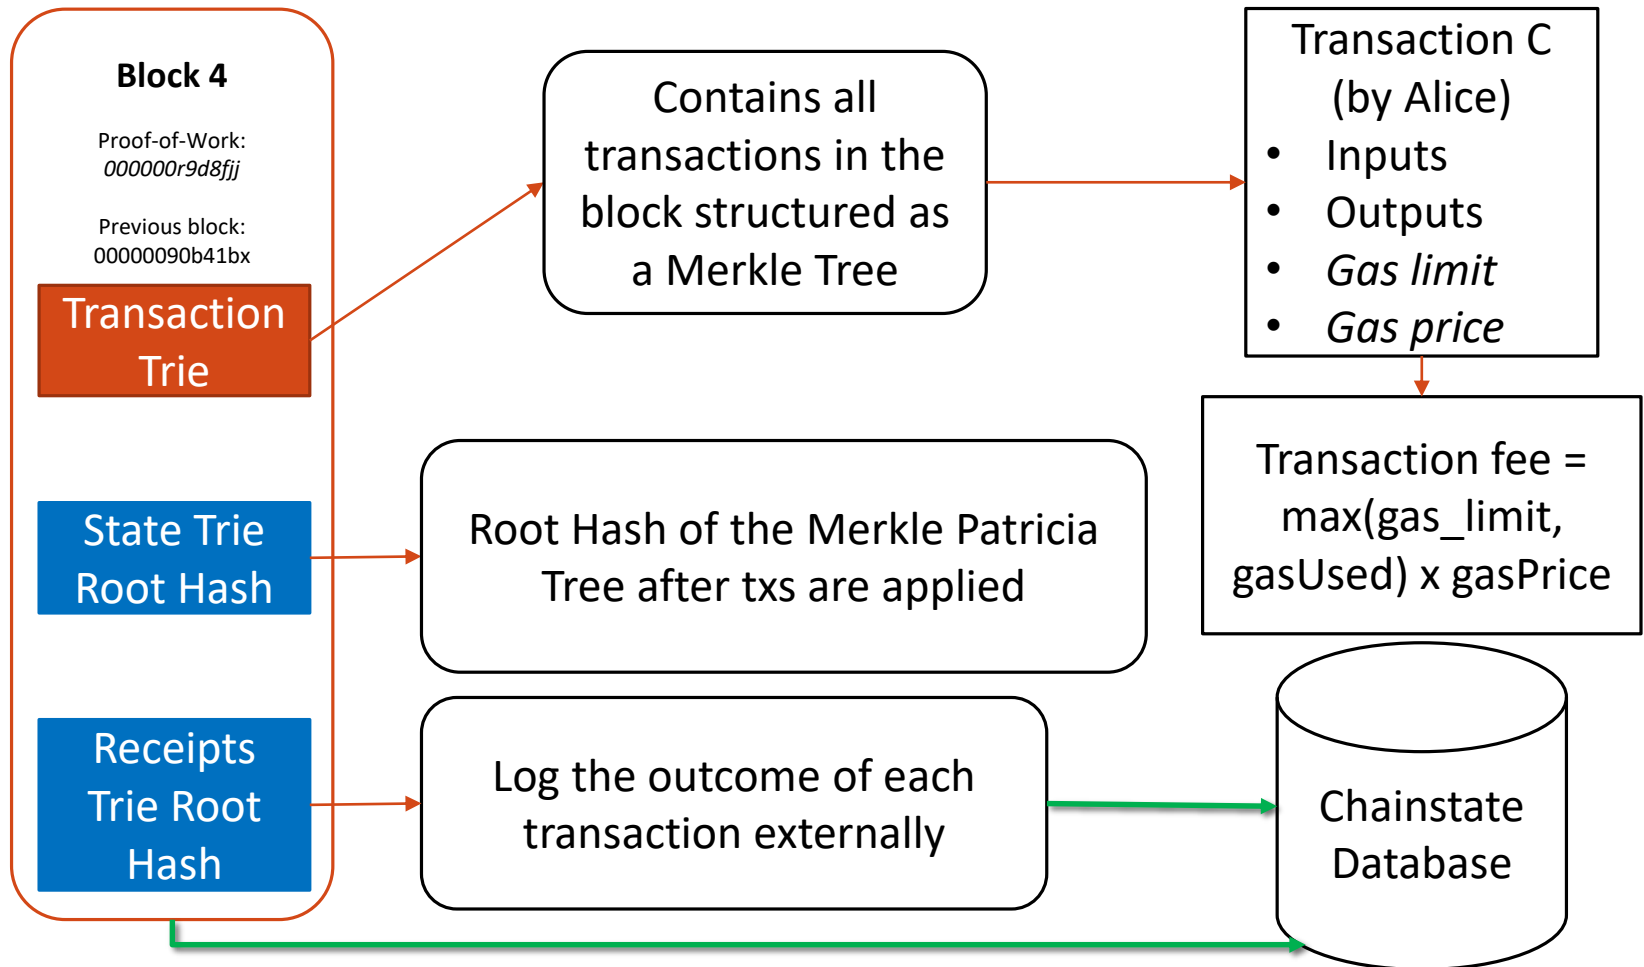 Block 4
Proof-of-Work:
000000r9d8fjj
Previous block:
00000090b41bx
Transaction
Trie
State Trie
Root Hash
Receipts
Trie Root
Hash
Contains all
transactions in the
block structured as
a Merkle Tree
Root Hash of the Merkle Patricia
Tree after txs are applied
Log the outcome of each
transaction externally
Transaction C
(by Alice)
• Inputs
• Outputs
• Gas limit
• Gas price
Transaction fee =
max(gas_limit,
gasUsed) x gasPrice
Chainstate
Database